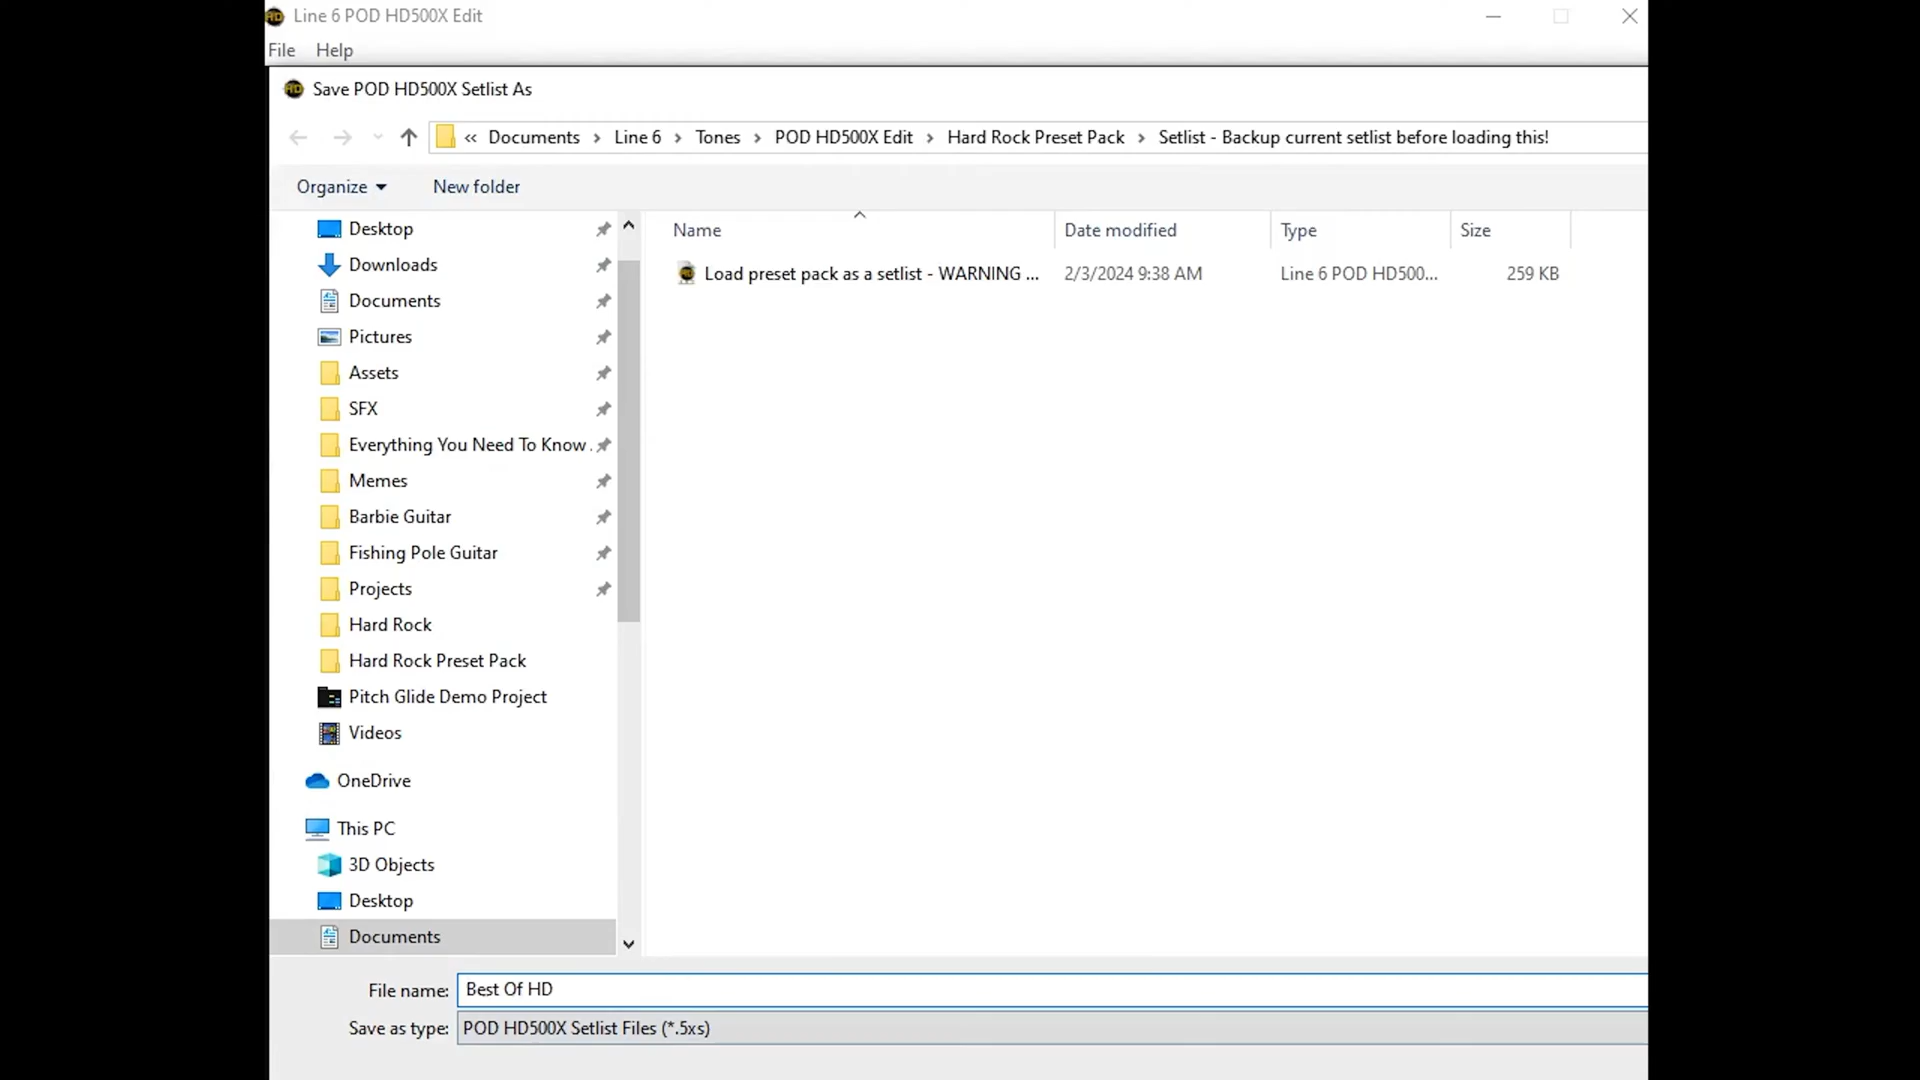 Line 6 POD HD500X Edit
File Help
Save POD HD500X Setlist As
« Documents › Line 6 › Tones › POD HD500X Edit › Hard Rock Preset Pack › Setlist - Backup current setlist before loading this!
Organize New folder
Name Date modified Type Size
Load preset pack as a setlist - WARNING ... 2/3/2024 9:38 AM Line 6 POD HD500... 259 KB
Desktop
Downloads
Documents
Pictures
Assets
SFX
Everything You Need To Know .
Memes
Barbie Guitar
Fishing Pole Guitar
Projects
Hard Rock
Hard Rock Preset Pack
Pitch Glide Demo Project
Videos
OneDrive
This PC
3D Objects
Desktop
Documents
File name: Best Of HD
Save as type: POD HD500X Setlist Files (*.5xs)